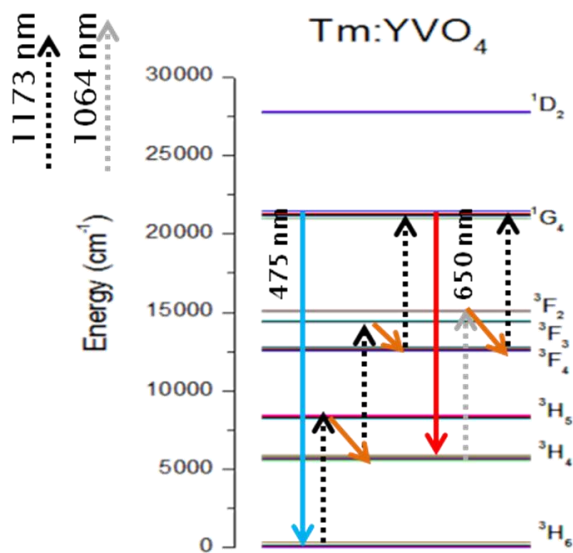 Tm:YVO₄
1173 nm
1064 nm
Energy (cm⁻¹)
30000
25000
20000
15000
10000
5000
0
475 nm
650 nm
¹D₂
¹G₄
³F₂
³F₃
³F₄
³H₅
³H₄
³H₆